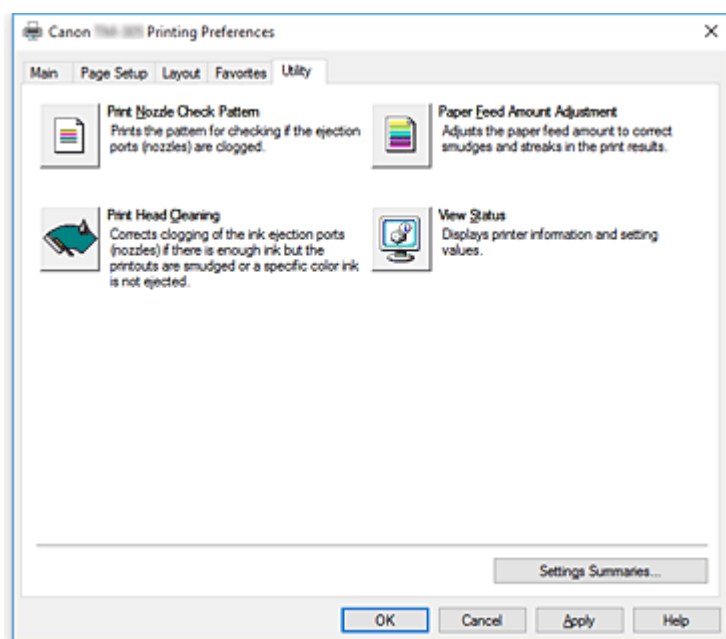 Canon Printing Preferences
Main Page Setup Layout Favorites Utility
Print Nozzle Check Pattern
Prints the pattern for checking if the ejection
ports (nozzles) are clogged.
Paper Feed Amount Adjustment
Adjusts the paper feed amount to correct
smudges and streaks in the print results.
Print Head Cleaning
Corrects clogging of the ink ejection ports
(nozzles) if there is enough ink but the
printouts are smudged or a specific color ink
is not ejected.
View Status
Displays printer information and setting
values.
Settings Summaries...
OK Cancel Apply Help